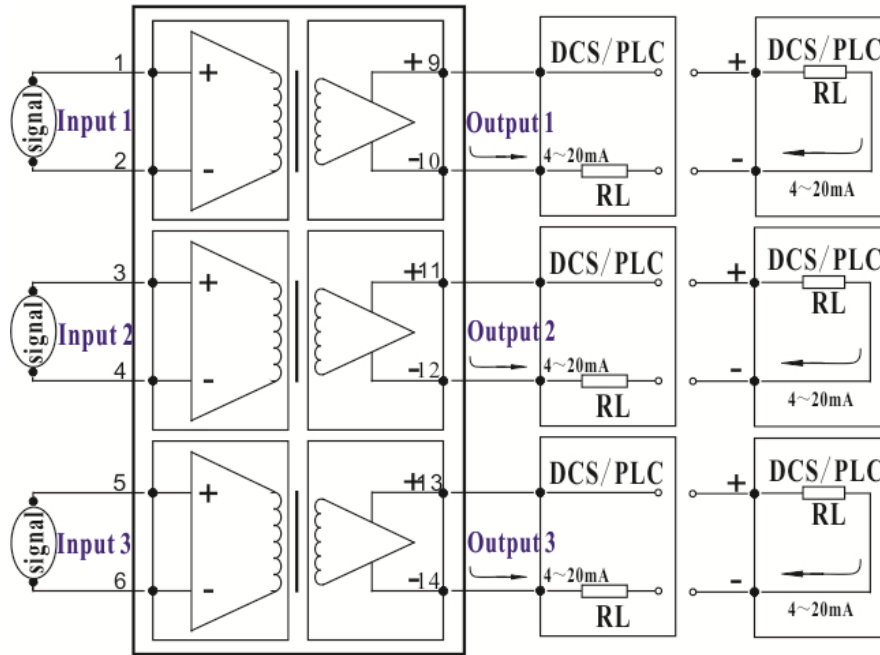 1
+
+
9
DCS/PLC
+
DCS/PLC
RL
signal
Input 1
Output 1
2
-
-
10
4~20mA
RL
-
4~20mA
3
+
+
11
DCS/PLC
+
DCS/PLC
RL
signal
Input 2
Output 2
4
-
-
12
4~20mA
RL
-
4~20mA
5
+
+
13
DCS/PLC
+
DCS/PLC
RL
signal
Input 3
Output 3
6
-
-
14
4~20mA
RL
-
4~20mA